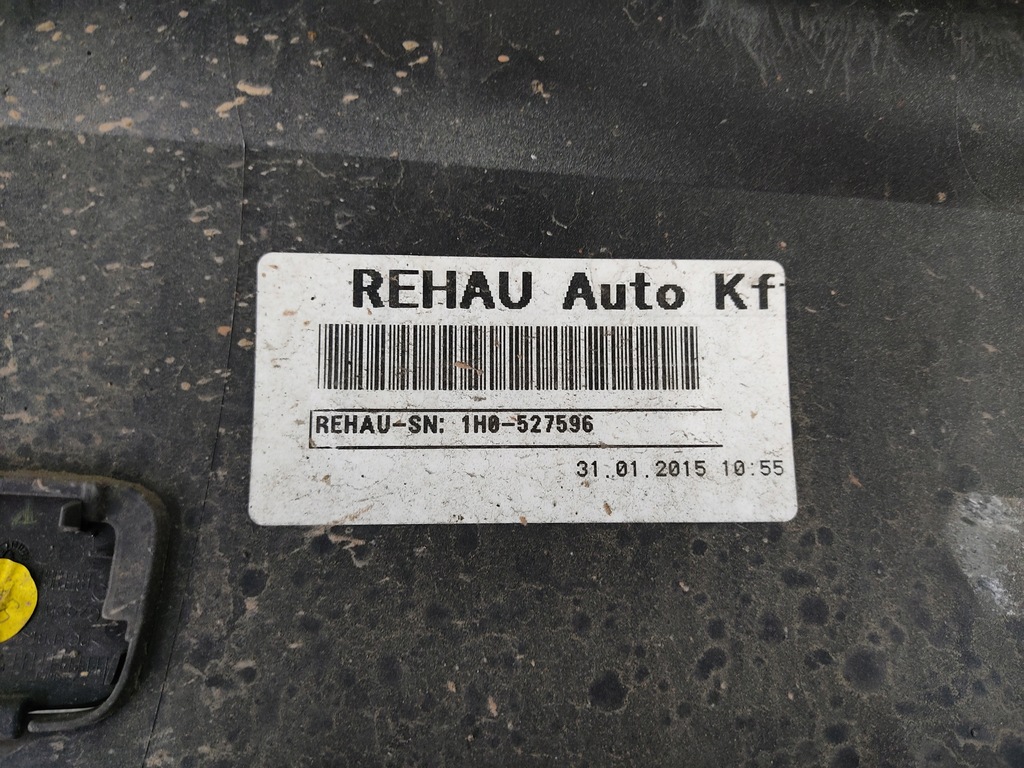 REHAU Auto Kf
REHAU-SN: 1H0-527596
31.01.2015 10:55